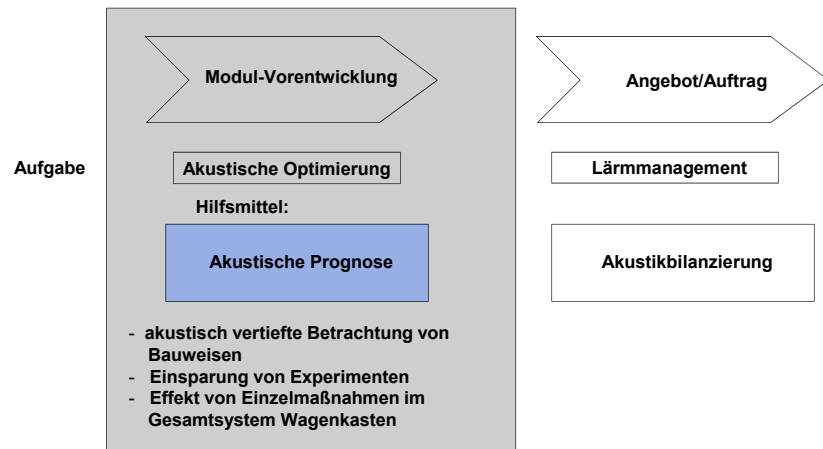 Modul-Vorentwicklung
Angebot/Auftrag
Aufgabe
Akustische Optimierung
Lärmmanagement
Hilfsmittel:
Akustische Prognose
Akustikbilanzierung
- akustisch vertiefte Betrachtung von
Bauweisen
- Einsparung von Experimenten
- Effekt von Einzelmaßnahmen im
Gesamtsystem Wagenkasten